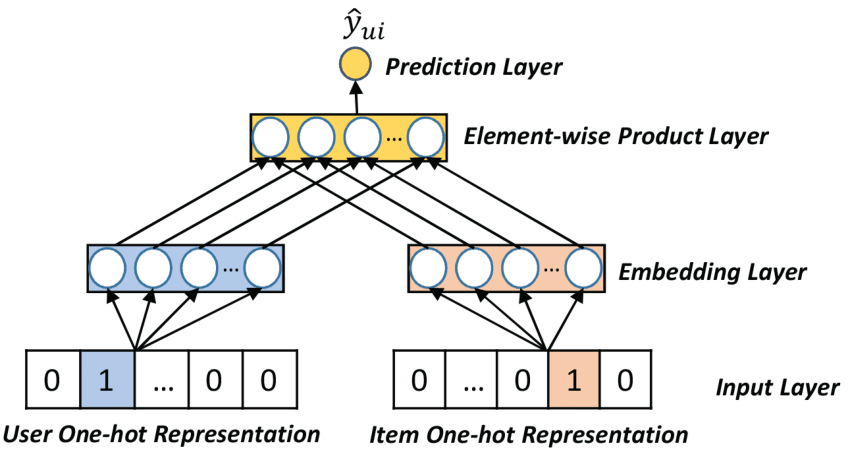 ŷui
Prediction Layer
...
Element-wise Product Layer
... ...
Embedding Layer
0 1 ... 0 0
0 ... 0 1 0
Input Layer
User One-hot Representation
Item One-hot Representation